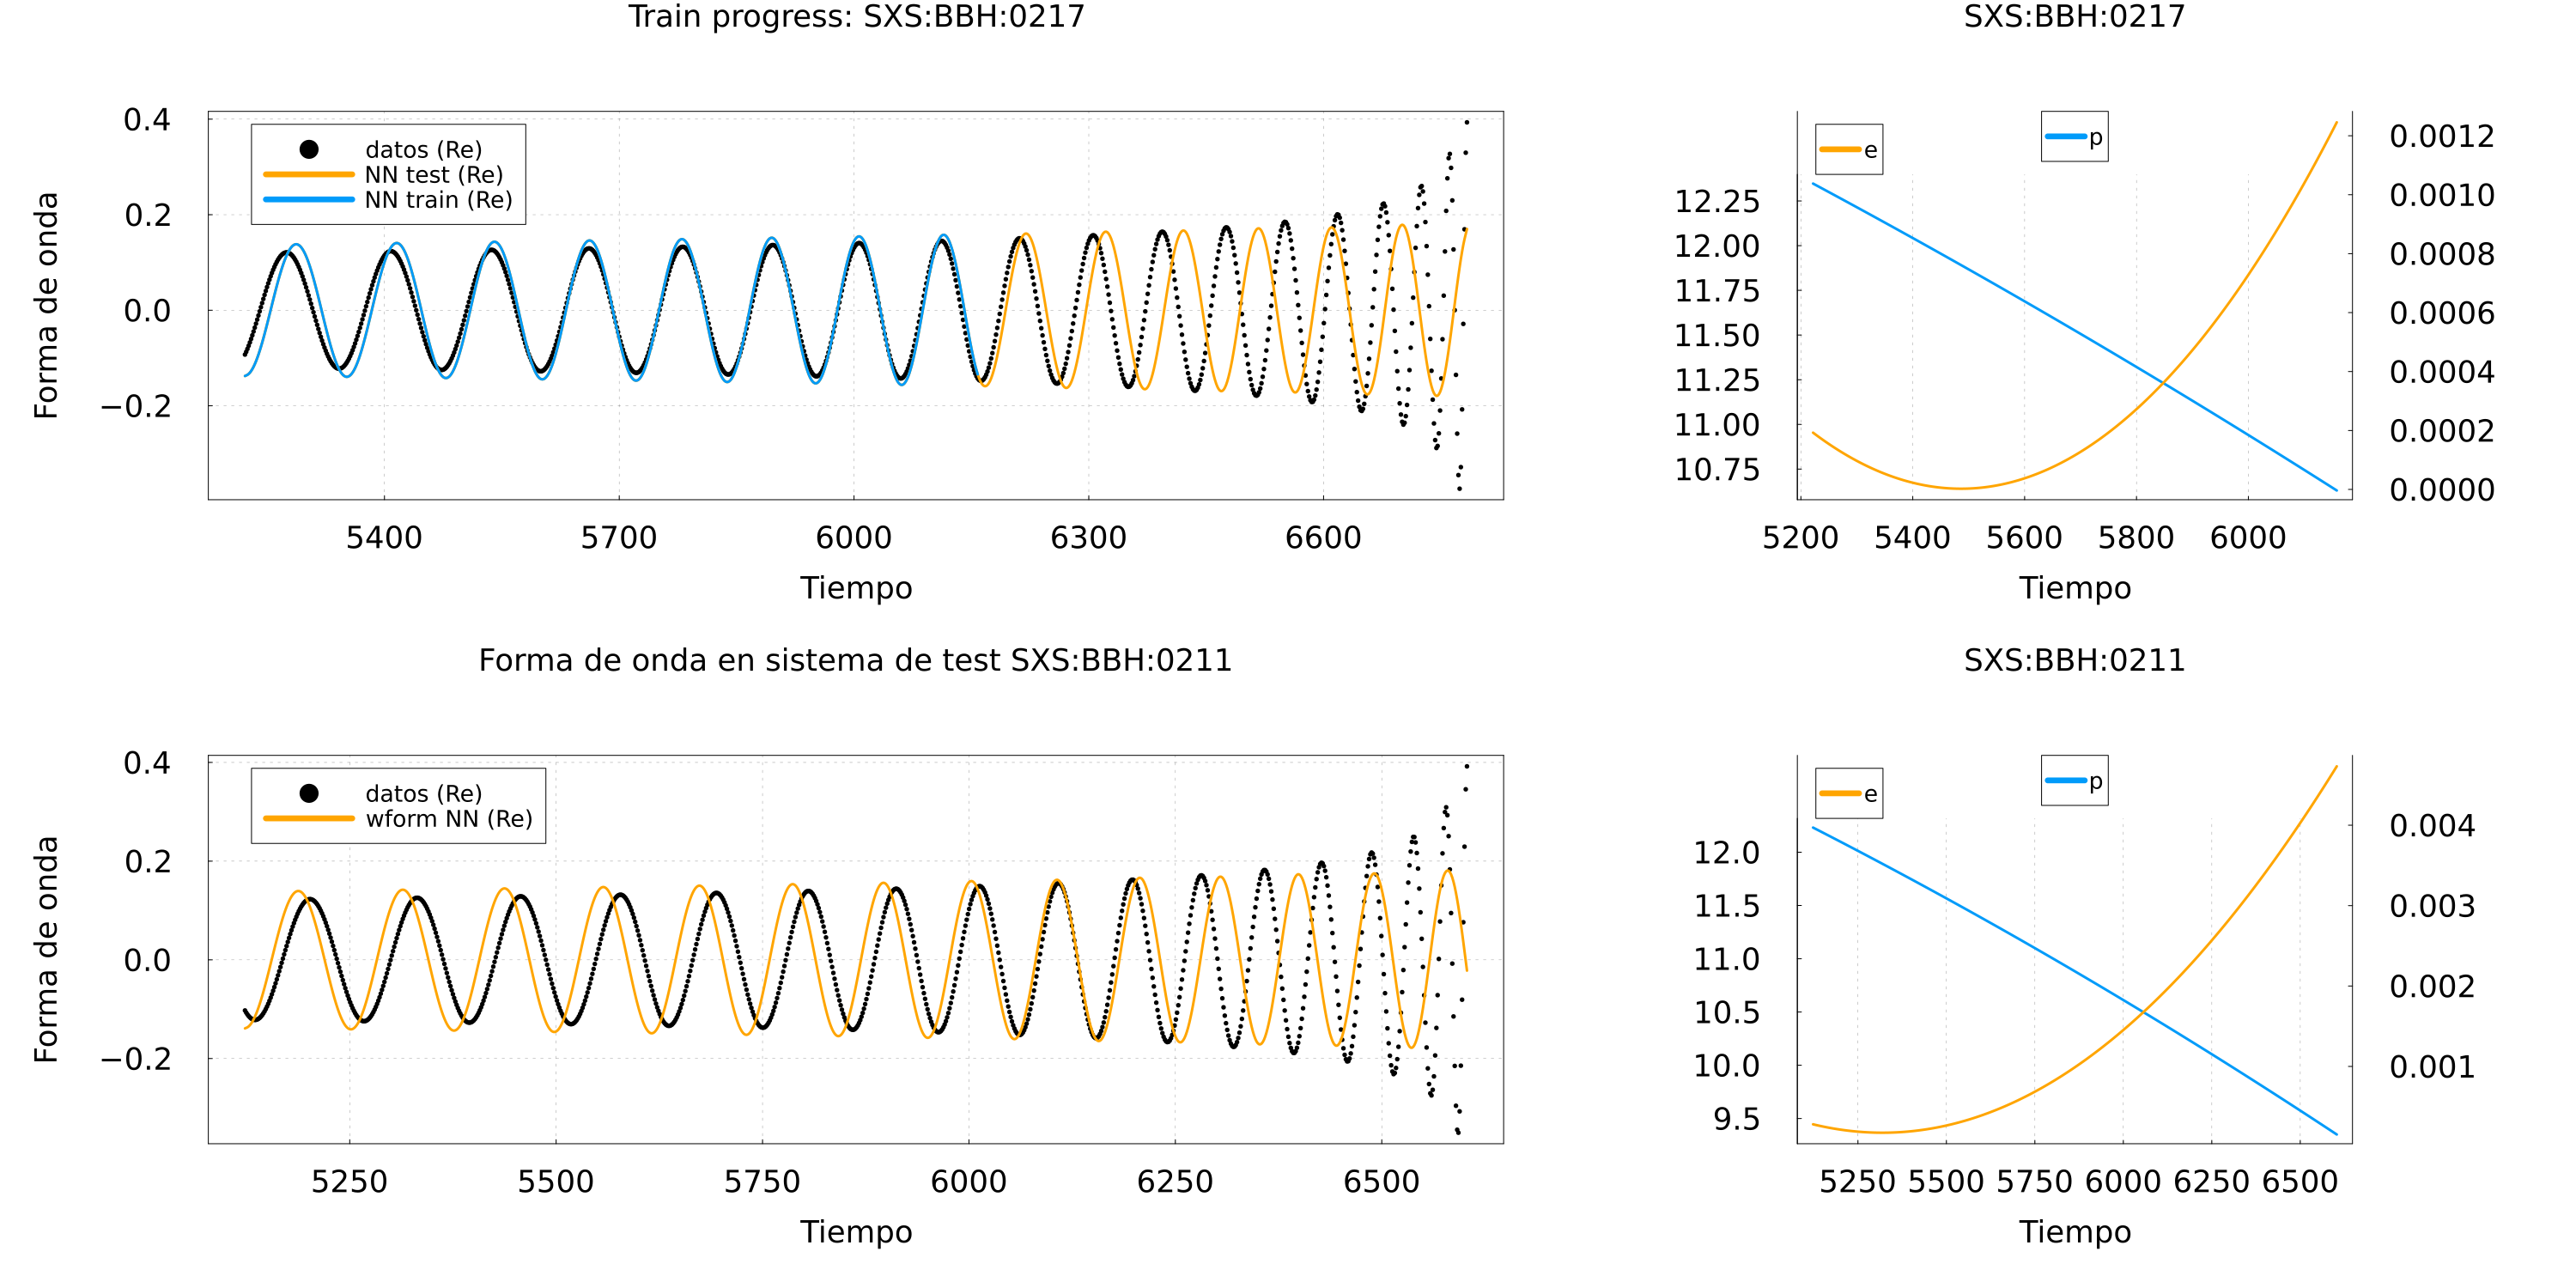 Train progress: SXS:BBH:0217
Forma de onda
0.4
0.2
0.0
−0.2
datos (Re)
NN test (Re)
NN train (Re)
5400 5700 6000 6300 6600
Tiempo
SXS:BBH:0217
e
p
12.25
12.00
11.75
11.50
11.25
11.00
10.75
0.0012
0.0010
0.0008
0.0006
0.0004
0.0002
0.0000
5200 5400 5600 5800 6000
Tiempo
Forma de onda en sistema de test SXS:BBH:0211
Forma de onda
0.4
0.2
0.0
−0.2
datos (Re)
wform NN (Re)
5250 5500 5750 6000 6250 6500
Tiempo
SXS:BBH:0211
e
p
12.0
11.5
11.0
10.5
10.0
9.5
0.004
0.003
0.002
0.001
5250 5500 5750 6000 6250 6500
Tiempo